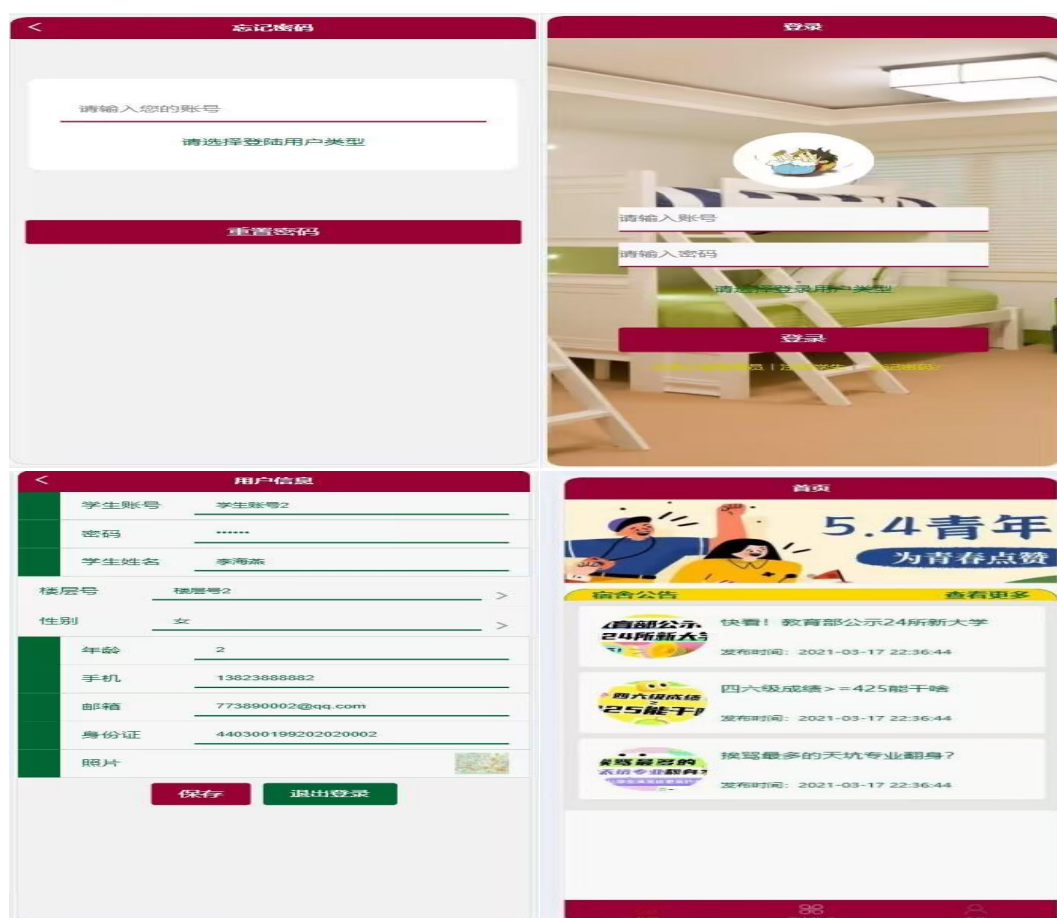 忘记密码
请输入您的账号
请选择登陆用户类型
重置密码
登录
请输入账号
请输入密码
请选择登录用户类型
登录
用户信息
学生账号 学生账号2
密码 ••••••
学生姓名 李海燕
楼层号 楼层号2
性别 女
年龄 2
手机 13823888882
邮箱 773890002@qq.com
身份证 440300199202020002
照片
保存 退出登录
首页
5.4青年
为青春点赞
宿舍公告 查看更多
快看！教育部公示24所新大学
发布时间：2021-03-17 22:36:44
四六级成绩>=425能干啥
发布时间：2021-03-17 22:36:44
挨骂最多的天坑专业翻身?
发布时间：2021-03-17 22:36:44